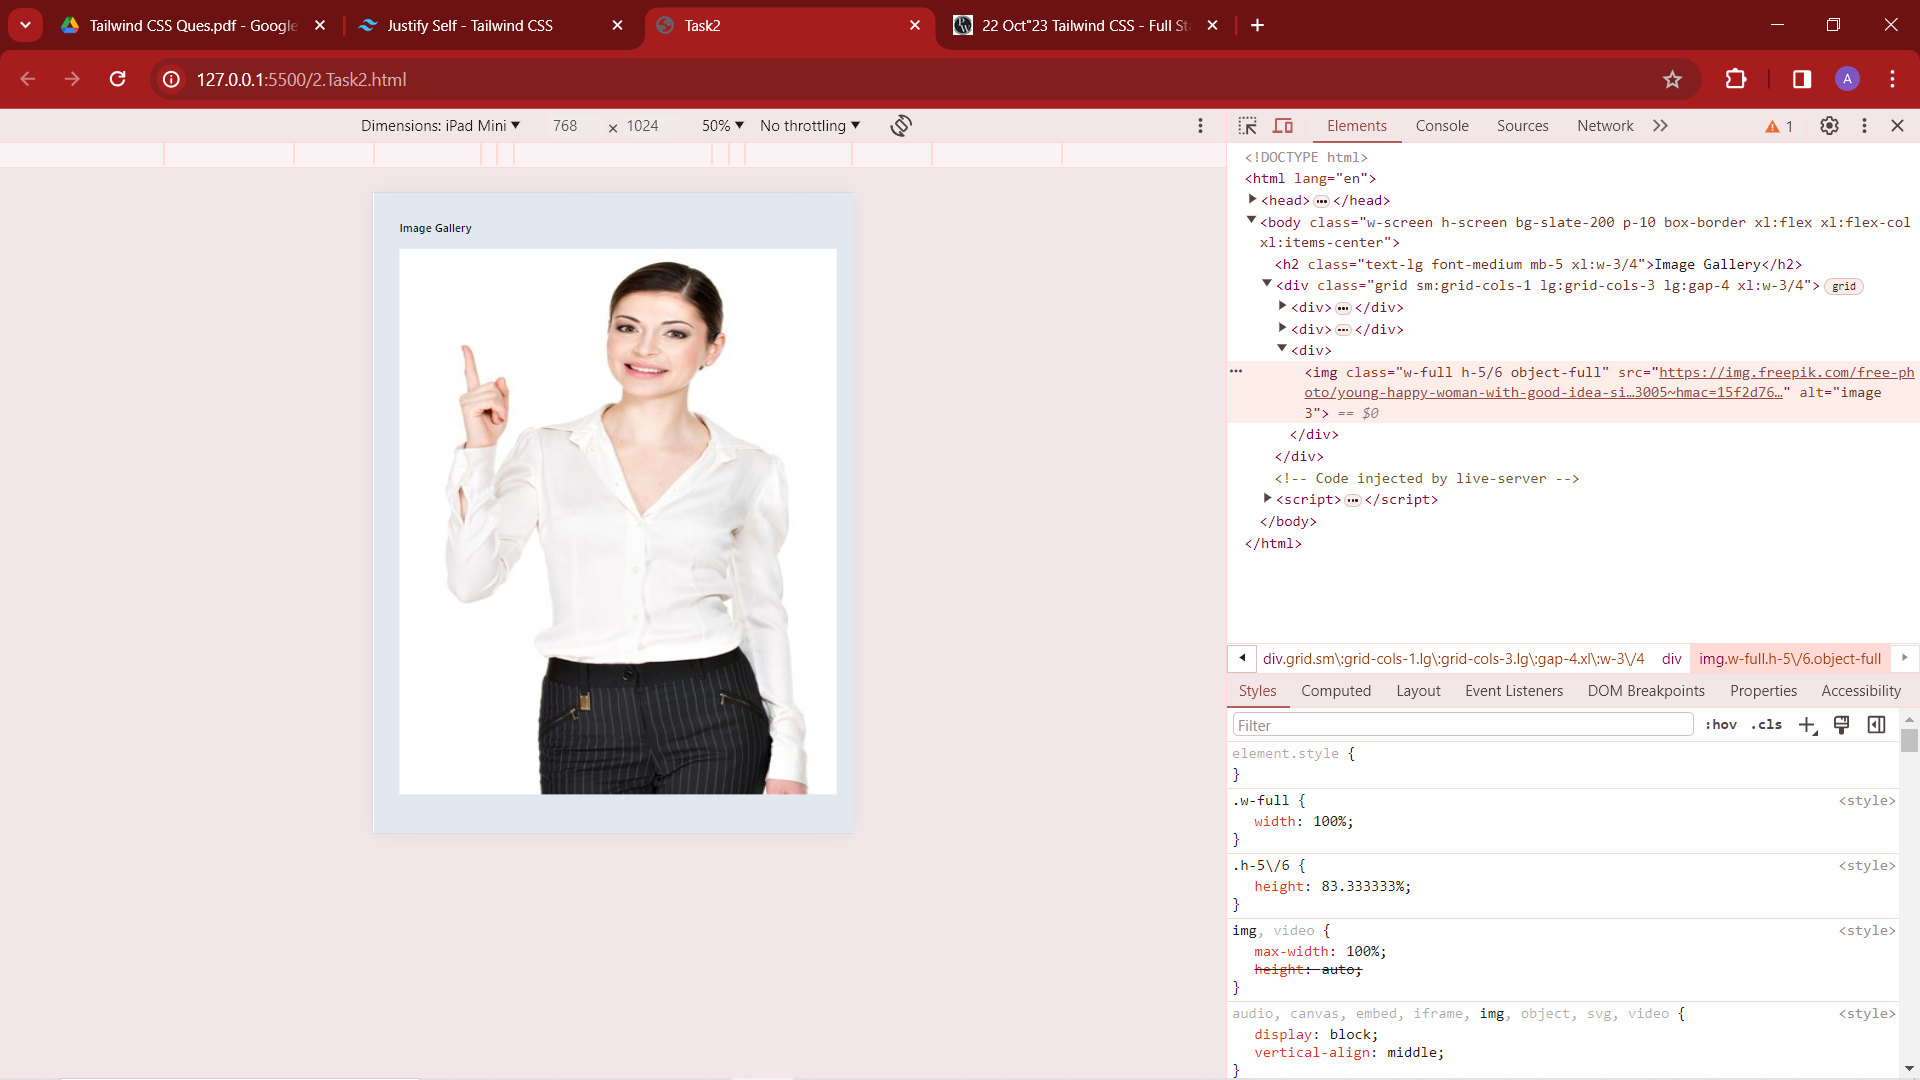 Tailwind CSS Ques.pdf - Google
Justify Self - Tailwind CSS
Task2
22 Oct"23 Tailwind CSS - Full Sta
127.0.0.1:5500/2.Task2.html
A
Dimensions: iPad Mini
768
×
1024
50%
No throttling
Elements
Console
Sources
Network
1
Image Gallery
<!DOCTYPE html>
<html lang="en">
<head> </head>
<body class="w-screen h-screen bg-slate-200 p-10 box-border xl:flex xl:flex-col
xl:items-center">
<h2 class="text-lg font-medium mb-5 xl:w-3/4">Image Gallery</h2>
<div class="grid sm:grid-cols-1 lg:grid-cols-3 lg:gap-4 xl:w-3/4"> grid
<div> </div>
<div> </div>
<div>
<img class="w-full h-5/6 object-full" src="https://img.freepik.com/free-ph
oto/young-happy-woman-with-good-idea-si…3005~hmac=15f2d76…" alt="image
3"> == $0
</div>
</div>
<!-- Code injected by live-server -->
<script> </script>
</body>
</html>
div.grid.sm\:grid-cols-1.lg\:grid-cols-3.lg\:gap-4.xl\:w-3\/4
div
img.w-full.h-5\/6.object-full
Styles
Computed
Layout
Event Listeners
DOM Breakpoints
Properties
Accessibility
Filter
:hov
.cls
element.style {
}
.w-full { <style>
width: 100%;
}
.h-5\/6 { <style>
height: 83.333333%;
}
img, video { <style>
max-width: 100%;
height: auto;
}
audio, canvas, embed, iframe, img, object, svg, video { <style>
display: block;
vertical-align: middle;
}